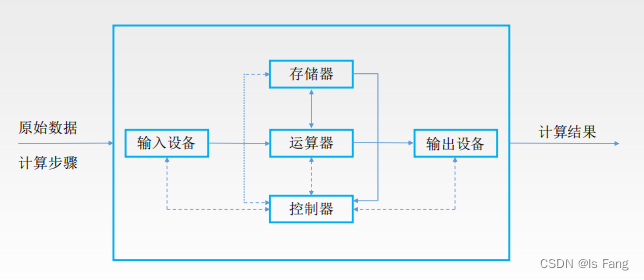 存储器
原始数据
计算步骤
输入设备
运算器
输出设备
计算结果
控制器
CSDN @Is Fang